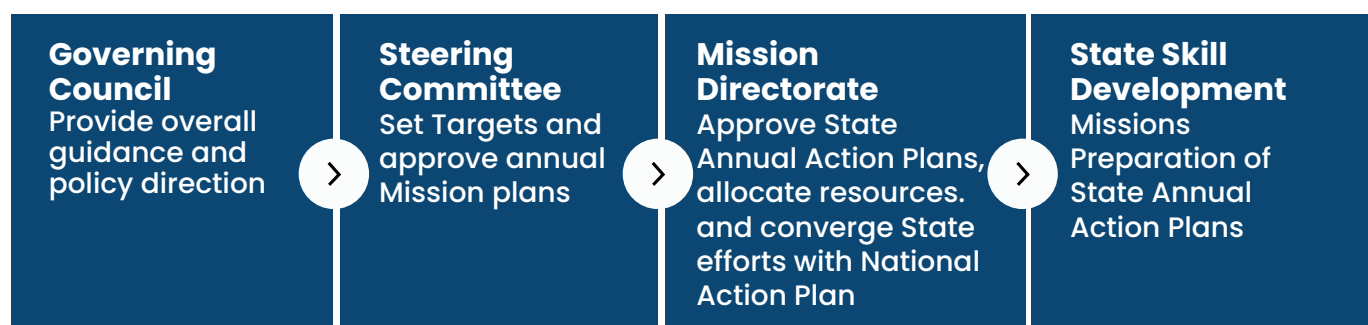 Governing
Council
Provide overall
guidance and
policy direction
Steering
Committee
Set Targets and
approve annual
Mission plans
Mission
Directorate
Approve State
Annual Action Plans,
allocate resources.
and converge State
efforts with National
Action Plan
State Skill
Development
Missions
Preparation of
State Annual
Action Plans